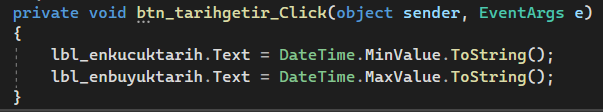 private void btn_tarihgetir_Click(object sender, EventArgs e)
{
lbl_enkucuktarih.Text = DateTime.MinValue.ToString();
lbl_enbuyuktarih.Text = DateTime.MaxValue.ToString();
}